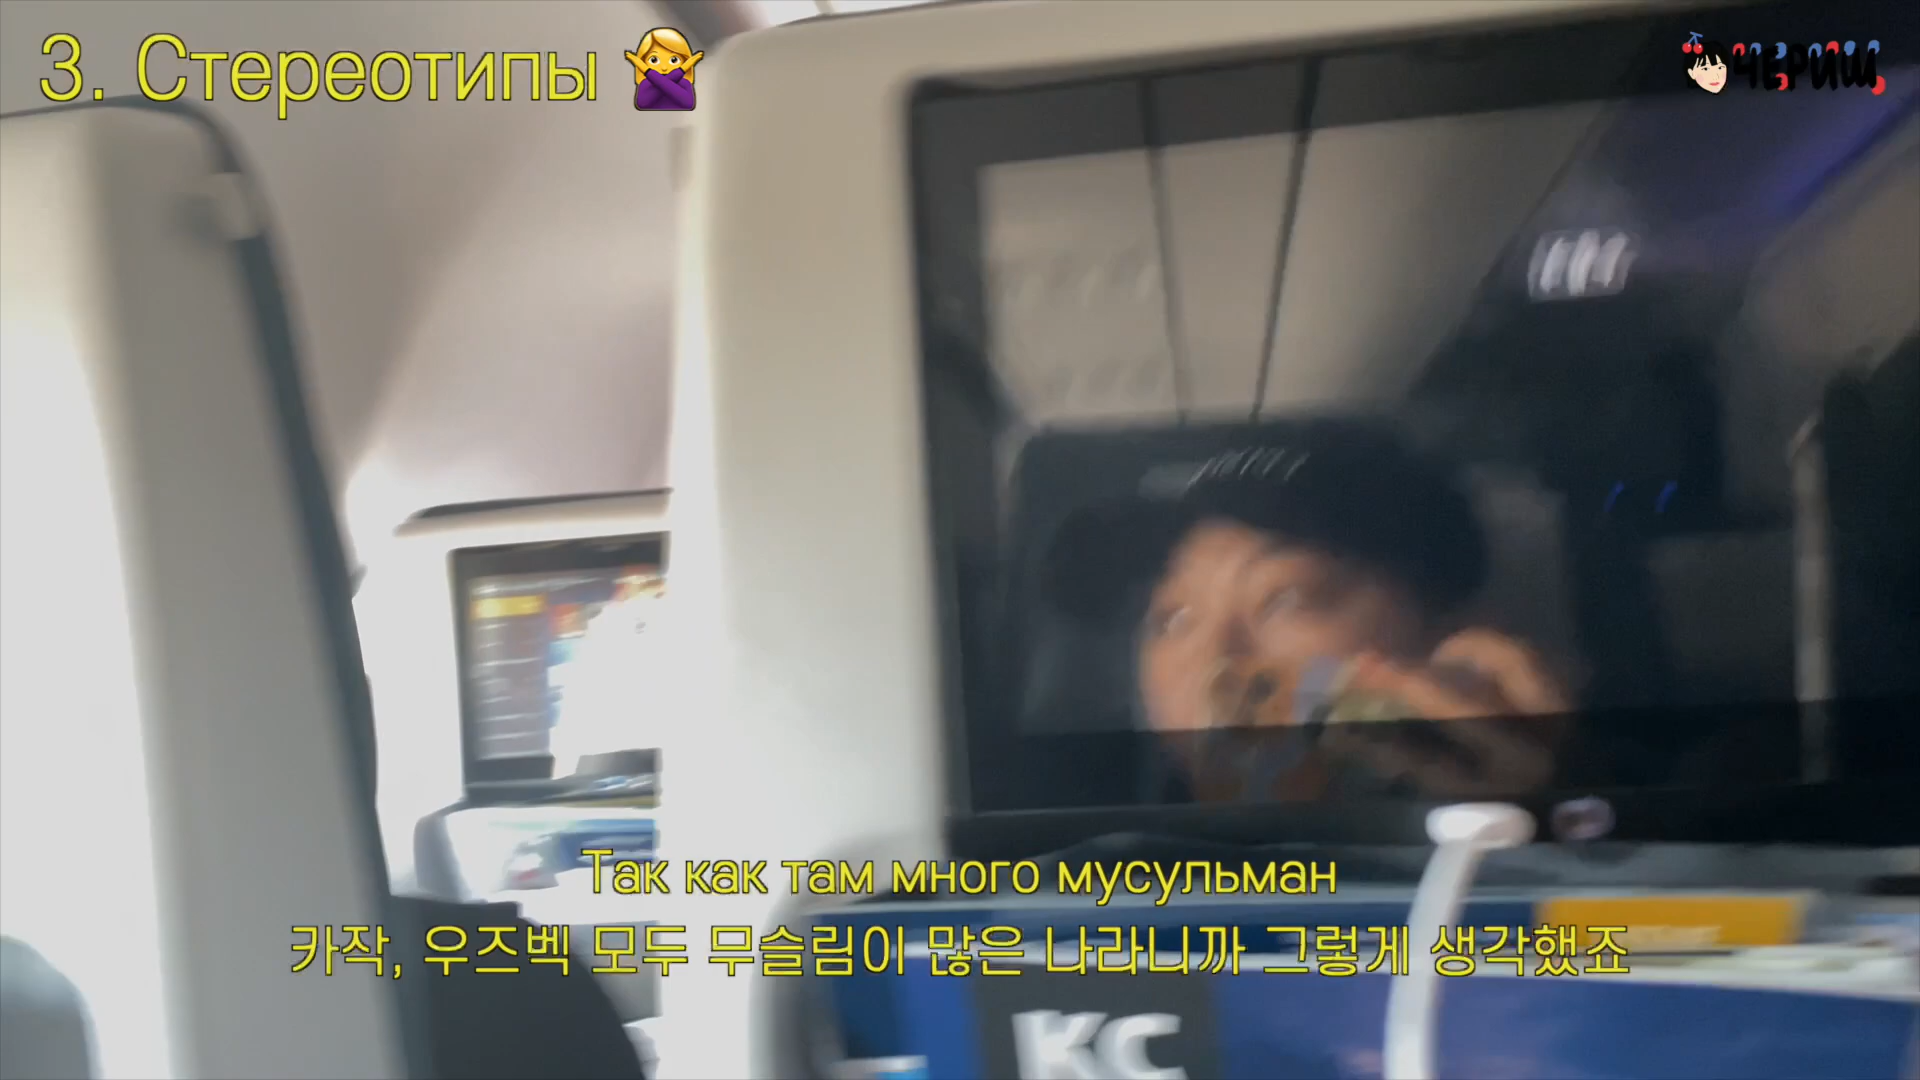 3. Стереотипы
ЧЕРИШ
Так как там много мусульман
카작, 우즈벡 모두 무슬림이 많은 나라니까 그렇게 생각했죠
KC